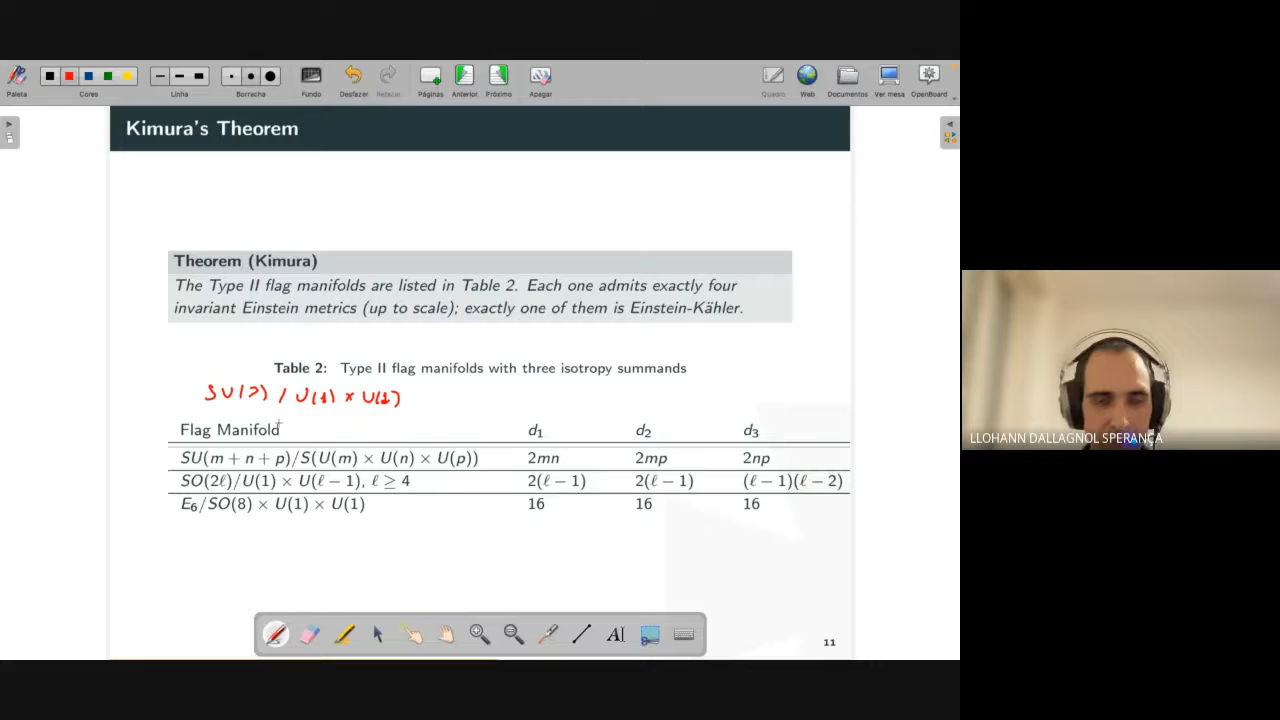 Paleta Cores Linha Borracha Fundo Desfazer Refazer Páginas Anterior Próximo Apagar Quadro Web Documentos Ver mesa OpenBoard
Kimura's Theorem
Theorem (Kimura)
The Type II flag manifolds are listed in Table 2. Each one admits exactly four
invariant Einstein metrics (up to scale); exactly one of them is Einstein-Kähler.
Table 2: Type II flag manifolds with three isotropy summands
SU(3) / U(1) × U(1)
Flag Manifold d₁ d₂ d₃
SU(m + n + p)/S(U(m) × U(n) × U(p)) 2mn 2mp 2np
SO(2ℓ)/U(1) × U(ℓ − 1), ℓ ≥ 4 2(ℓ − 1) 2(ℓ − 1) (ℓ − 1)(ℓ − 2)
E₆/SO(8) × U(1) × U(1) 16 16 16
LLOHANN DALLAGNOL SPERANÇA
AI
11